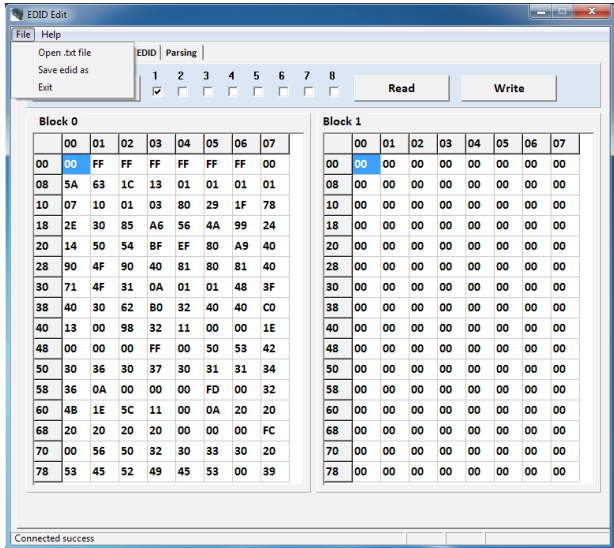 EDID Edit
File Help
Open .txt file
Save edid as
Exit
EDID Parsing
1 2 3 4 5 6 7 8
Read Write
Block 0
00 01 02 03 04 05 06 07
00 00 FF FF FF FF FF FF 00
08 5A 63 1C 13 01 01 01 01
10 07 10 01 03 80 29 1F 78
18 2E 30 85 A6 56 4A 99 24
20 14 50 54 BF EF 80 A9 40
28 90 4F 90 40 81 80 81 40
30 71 4F 31 0A 01 01 48 3F
38 40 30 62 B0 32 40 40 C0
40 13 00 98 32 11 00 00 1E
48 00 00 00 FF 00 50 53 42
50 30 36 30 37 30 31 31 34
58 36 0A 00 00 00 FD 00 32
60 4B 1E 5C 11 00 0A 20 20
68 20 20 20 20 00 00 00 FC
70 00 56 50 32 30 33 30 20
78 53 45 52 49 45 53 00 39
Block 1
00 01 02 03 04 05 06 07
00 00 00 00 00 00 00 00 00
08 00 00 00 00 00 00 00 00
10 00 00 00 00 00 00 00 00
18 00 00 00 00 00 00 00 00
20 00 00 00 00 00 00 00 00
28 00 00 00 00 00 00 00 00
30 00 00 00 00 00 00 00 00
38 00 00 00 00 00 00 00 00
40 00 00 00 00 00 00 00 00
48 00 00 00 00 00 00 00 00
50 00 00 00 00 00 00 00 00
58 00 00 00 00 00 00 00 00
60 00 00 00 00 00 00 00 00
68 00 00 00 00 00 00 00 00
70 00 00 00 00 00 00 00 00
78 00 00 00 00 00 00 00 00
Connected success